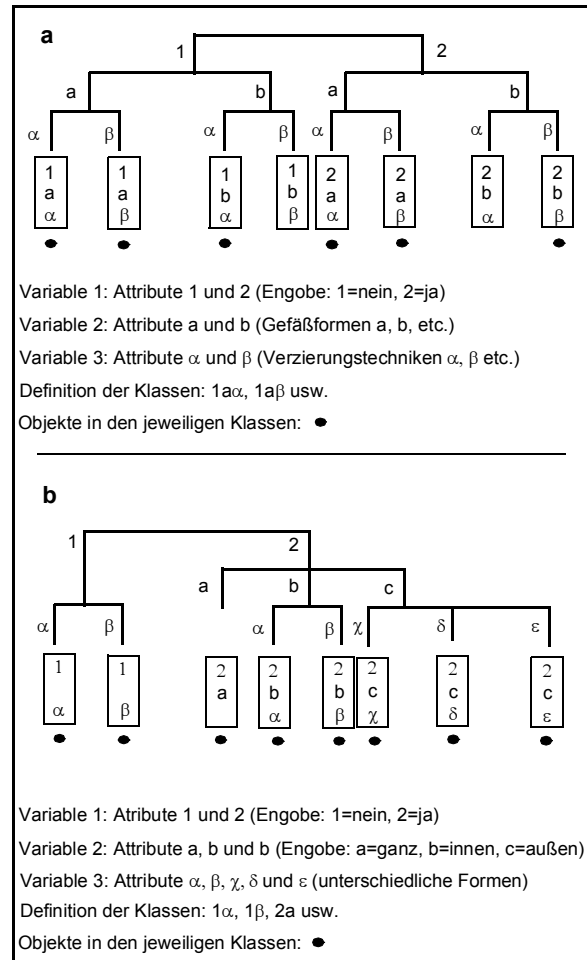 a
1 2
a b a b
α β α β α β α β
1 1 1 1 2 2 2 2
a a b b a a b b
α β α β α β α β
Variable 1: Attribute 1 und 2 (Engobe: 1=nein, 2=ja)
Variable 2: Attribute a und b (Gefäßformen a, b, etc.)
Variable 3: Attribute α und β (Verzierungstechniken α, β etc.)
Definition der Klassen: 1aα, 1aβ usw.
Objekte in den jeweiligen Klassen:
b
1 2
a b c
α β α β χ δ ε
1 1 2 2 2 2 2 2
a b b c c c
α β α β χ δ ε
Variable 1: Atribute 1 und 2 (Engobe: 1=nein, 2=ja)
Variable 2: Attribute a, b und b (Engobe: a=ganz, b=innen, c=außen)
Variable 3: Attribute α, β, χ, δ und ε (unterschiedliche Formen)
Definition der Klassen: 1α, 1β, 2a usw.
Objekte in den jeweiligen Klassen: